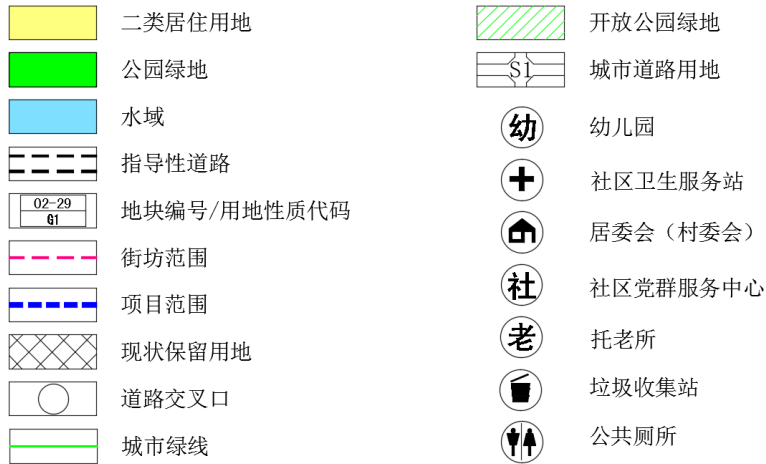 二类居住用地
公园绿地
水域
指导性道路
02-29
G1
地块编号/用地性质代码
街坊范围
项目范围
现状保留用地
道路交叉口
城市绿线
开放公园绿地
S1
城市道路用地
幼
幼儿园
社区卫生服务站
居委会（村委会）
社
社区党群服务中心
老
托老所
垃圾收集站
公共厕所